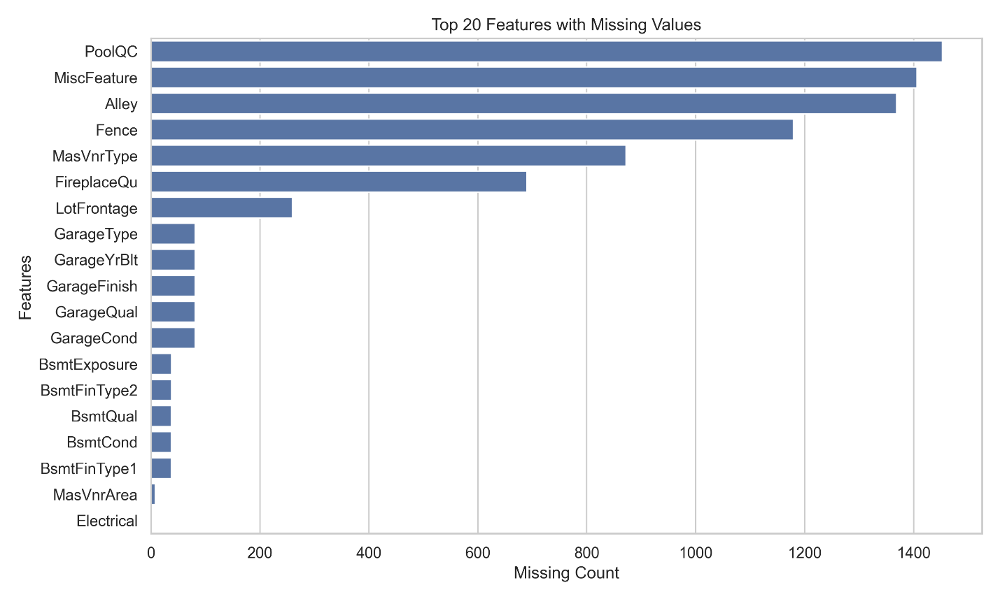 Top 20 Features with Missing Values
PoolQC
MiscFeature
Alley
Fence
MasVnrType
FireplaceQu
LotFrontage
GarageType
GarageYrBlt
GarageFinish
GarageQual
GarageCond
BsmtExposure
BsmtFinType2
BsmtQual
BsmtCond
BsmtFinType1
MasVnrArea
Electrical
Features
0 200 400 600 800 1000 1200 1400
Missing Count